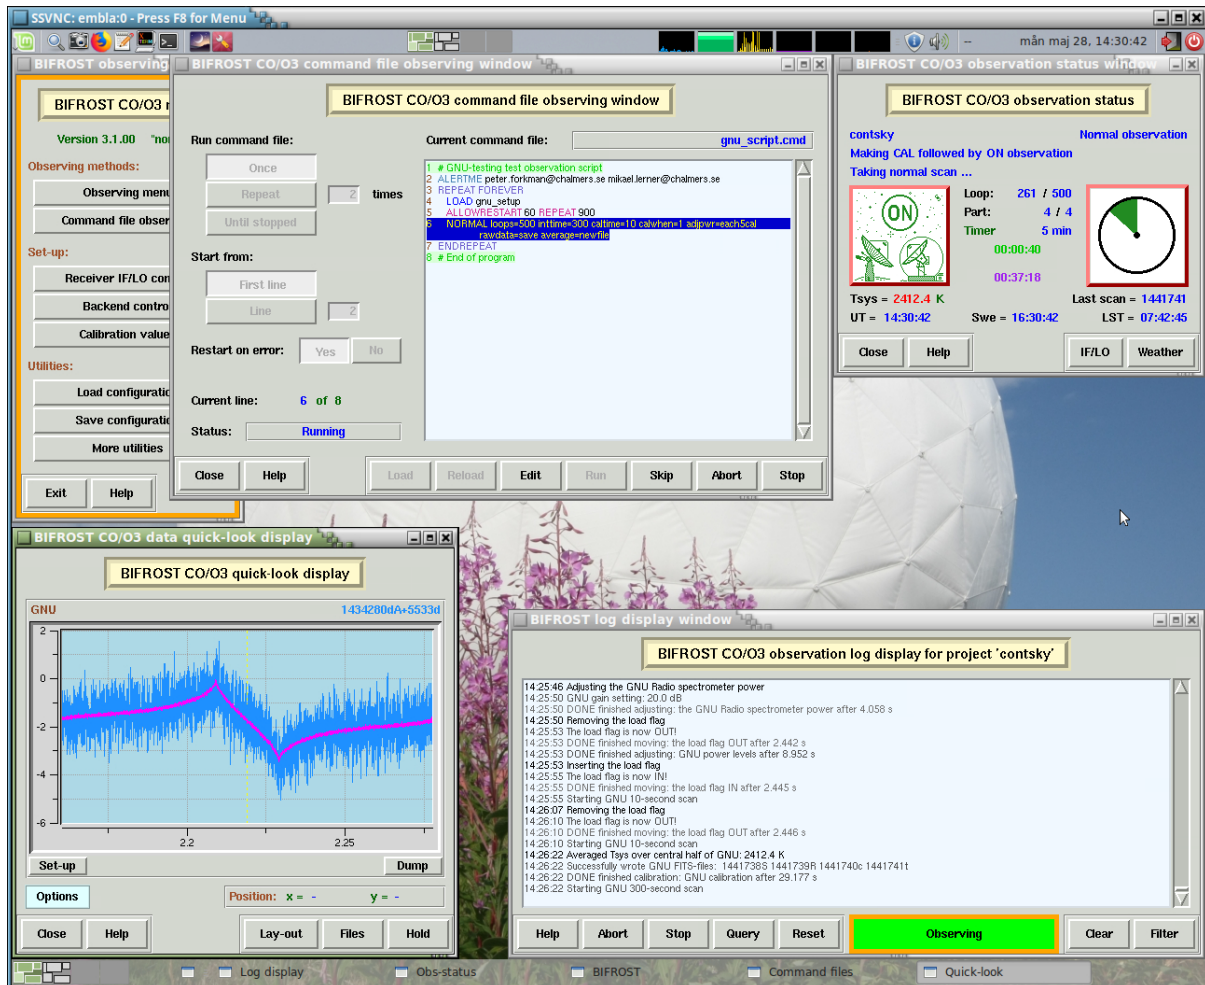 SSVNC: embla:0 - Press F8 for Menu
-- mån maj 28, 14:30:42
BIFROST observing
BIFROST CO/O3
Version 3.1.00
Observing methods:
Observing menu
Command file obser
Set-up:
Receiver IF/LO con
Backend control
Calibration value
Utilities:
Load configuratio
Save configuratio
More utilities
Exit Help
BIFROST CO/O3 command file observing window
BIFROST CO/O3 command file observing window
Run command file:
Once
Repeat 2 times
Until stopped
Start from:
First line
Line 2
Restart on error: Yes No
Current line: 6 of 8
Status: Running
Current command file: gnu_script.cmd
1 # GNU-testing test observation script
2 ALERTME peter.forkman@chalmers.se mikael.lerner@chalmers.se
3 REPEAT FOREVER
4 LOAD gnu_setup
5 ALLOWRESTART 60 REPEAT 900
6 NORMAL loops=500 inttime=300 caltime=10 calwhen=1 adjpwr=each5cal
rawdata=save average=newfile
7 ENDREPEAT
8 # End of program
Close Help Load Reload Edit Run Skip Abort Stop
BIFROST CO/O3 observation status window
BIFROST CO/O3 observation status
contsky Normal observation
Making CAL followed by ON observation
Taking normal scan ...
ON
Loop: 261 / 500
Part: 4 / 4
Timer 5 min
00:00:40
00:37:18
Tsys = 2412.4 K Last scan = 1441741
UT = 14:30:42 Swe = 16:30:42 LST = 07:42:45
Close Help IF/LO Weather
BIFROST CO/O3 data quick-look display
BIFROST CO/O3 quick-look display
GNU 1434280dA+5533d
2
0
-2
-4
-6
2.2 2.25
Set-up Dump
Options Position: x = - y = -
Close Help Lay-out Files Hold
BIFROST log display window
BIFROST CO/O3 observation log display for project 'contsky'
14:25:46 Adjusting the GNU Radio spectrometer power
14:25:50 GNU gain setting: 20.0 dB
14:25:50 DONE finished adjusting: the GNU Radio spectrometer power after 4.058 s
14:25:50 Removing the load flag
14:25:53 The load flag is now OUT!
14:25:53 DONE finished moving: the load flag OUT after 2.442 s
14:25:53 DONE finished adjusting: GNU power levels after 8.952 s
14:25:53 Inserting the load flag
14:25:55 The load flag is now IN!
14:25:55 DONE finished moving: the load flag IN after 2.445 s
14:25:55 Starting GNU 10-second scan
14:26:07 Removing the load flag
14:26:10 The load flag is now OUT!
14:26:10 DONE finished moving: the load flag OUT after 2.446 s
14:26:10 Starting GNU 10-second scan
14:26:22 Averaged Tsys over central half of GNU: 2412.4 K
14:26:22 Successfully wrote GNU FITS-files: 1441738S 1441739R 1441740c 1441741t
14:26:22 DONE finished calibration: GNU calibration after 29.177 s
14:26:22 Starting GNU 300-second scan
Help Abort Stop Query Reset Observing Clear Filter
Log display Obs-status BIFROST Command files Quick-look